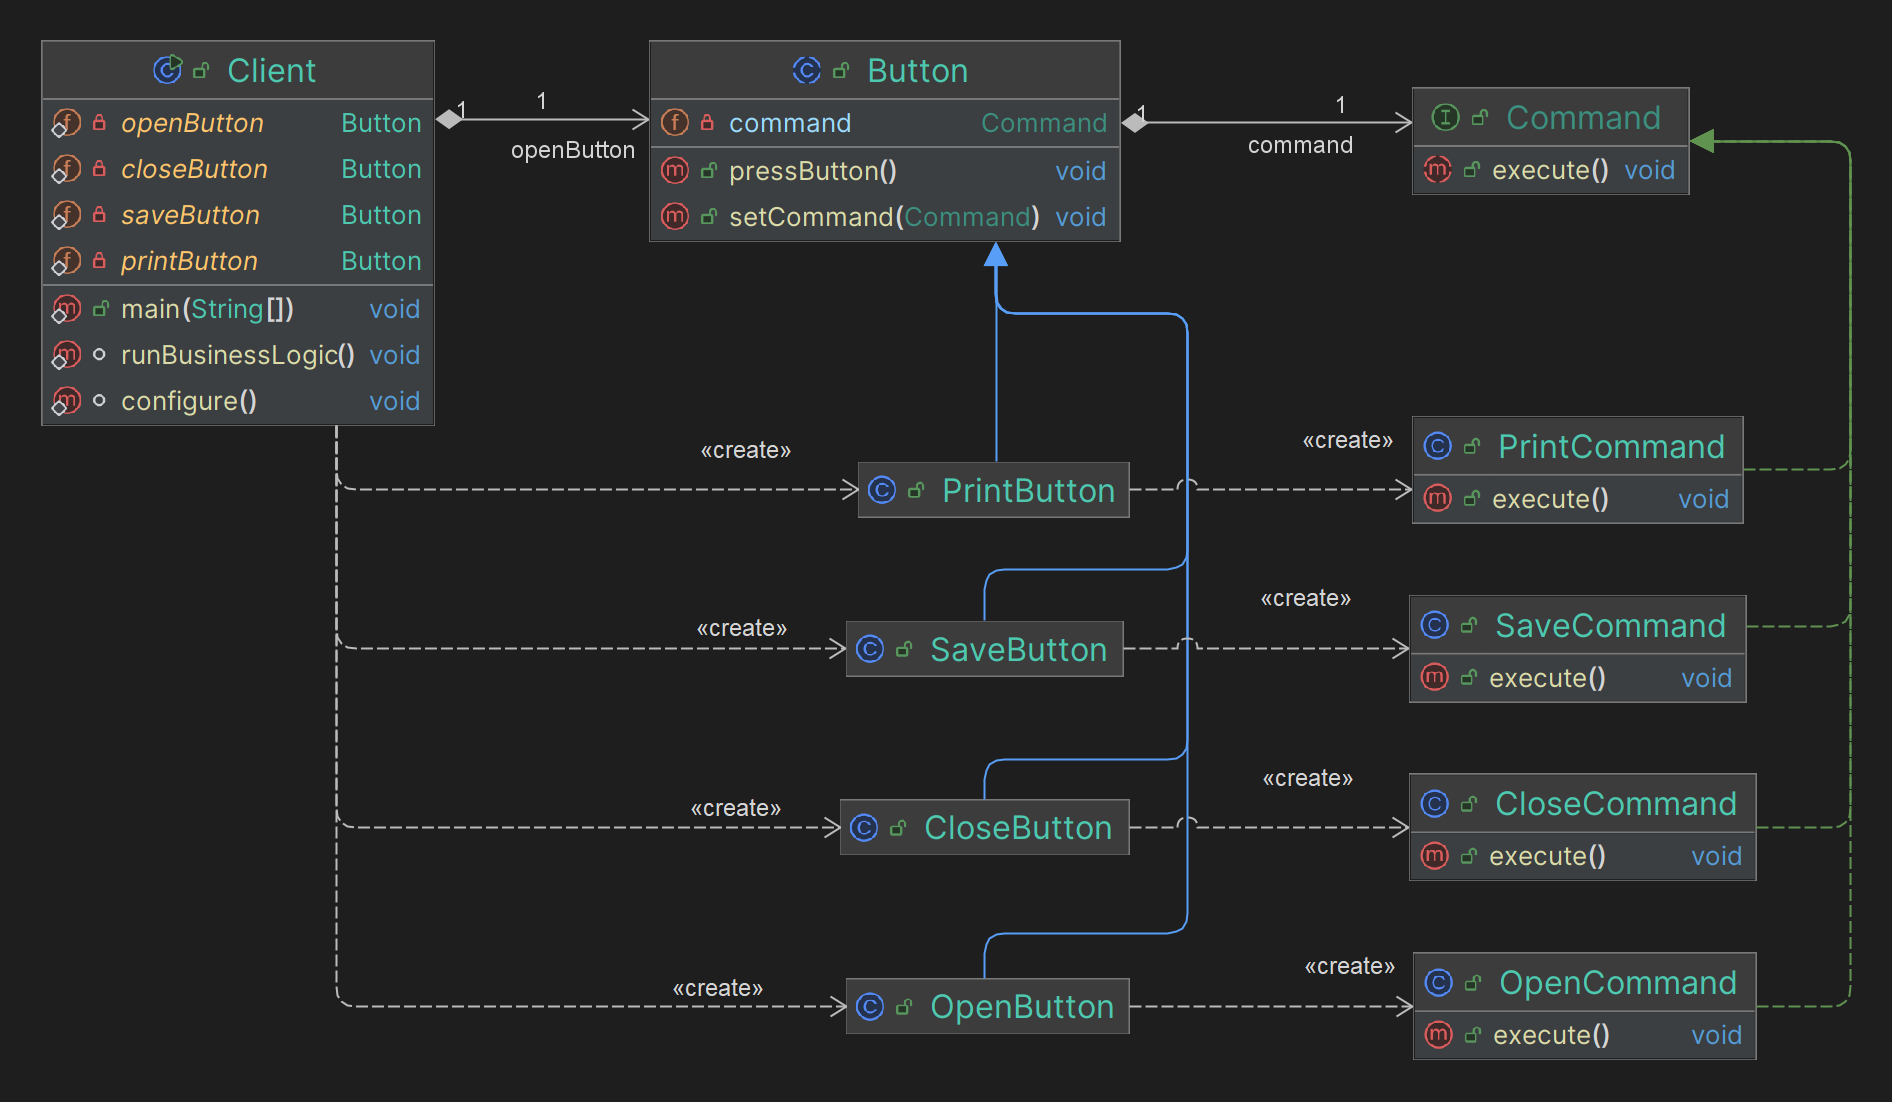 Client
openButton Button
closeButton Button
saveButton Button
printButton Button
main(String[]) void
runBusinessLogic() void
configure() void
1 1
openButton
Button
command Command
pressButton() void
setCommand(Command) void
1 1
command
Command
execute() void
«create»
PrintButton
«create»
PrintCommand
execute() void
«create»
SaveButton
«create»
SaveCommand
execute() void
«create»
CloseButton
«create»
CloseCommand
execute() void
«create»
OpenButton
«create»
OpenCommand
execute() void